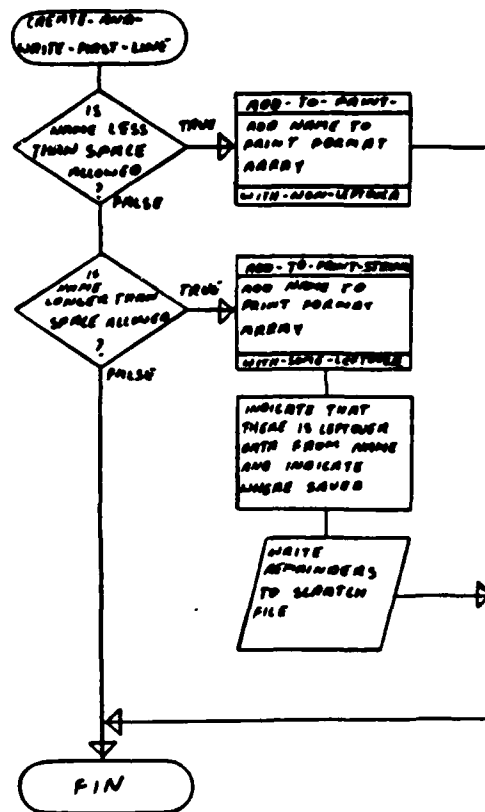 CREATE-AND-
WRITE-FIRST-LINE
IS
NAME LESS
THAN SPACE
ALLOWED
?
TRUE
FALSE
ADD-TO-PRINT-
ADD NAME TO
PRINT FORMAT
ARRAY
WITH-NON-LEFTOVER
IS
NAME
LONGER THAN
SPACE ALLOWED
?
TRUE
FALSE
ADD-TO-PRINT-STRING
ADD NAME TO
PRINT FORMAT
ARRAY
WITH-SOME-LEFTOVER
INDICATE THAT
THERE IS LEFTOVER
DATA FROM NAME
AND INDICATE
WHERE SAVED
WRITE
REMAINDERS
TO SCRATCH
FILE
FIN